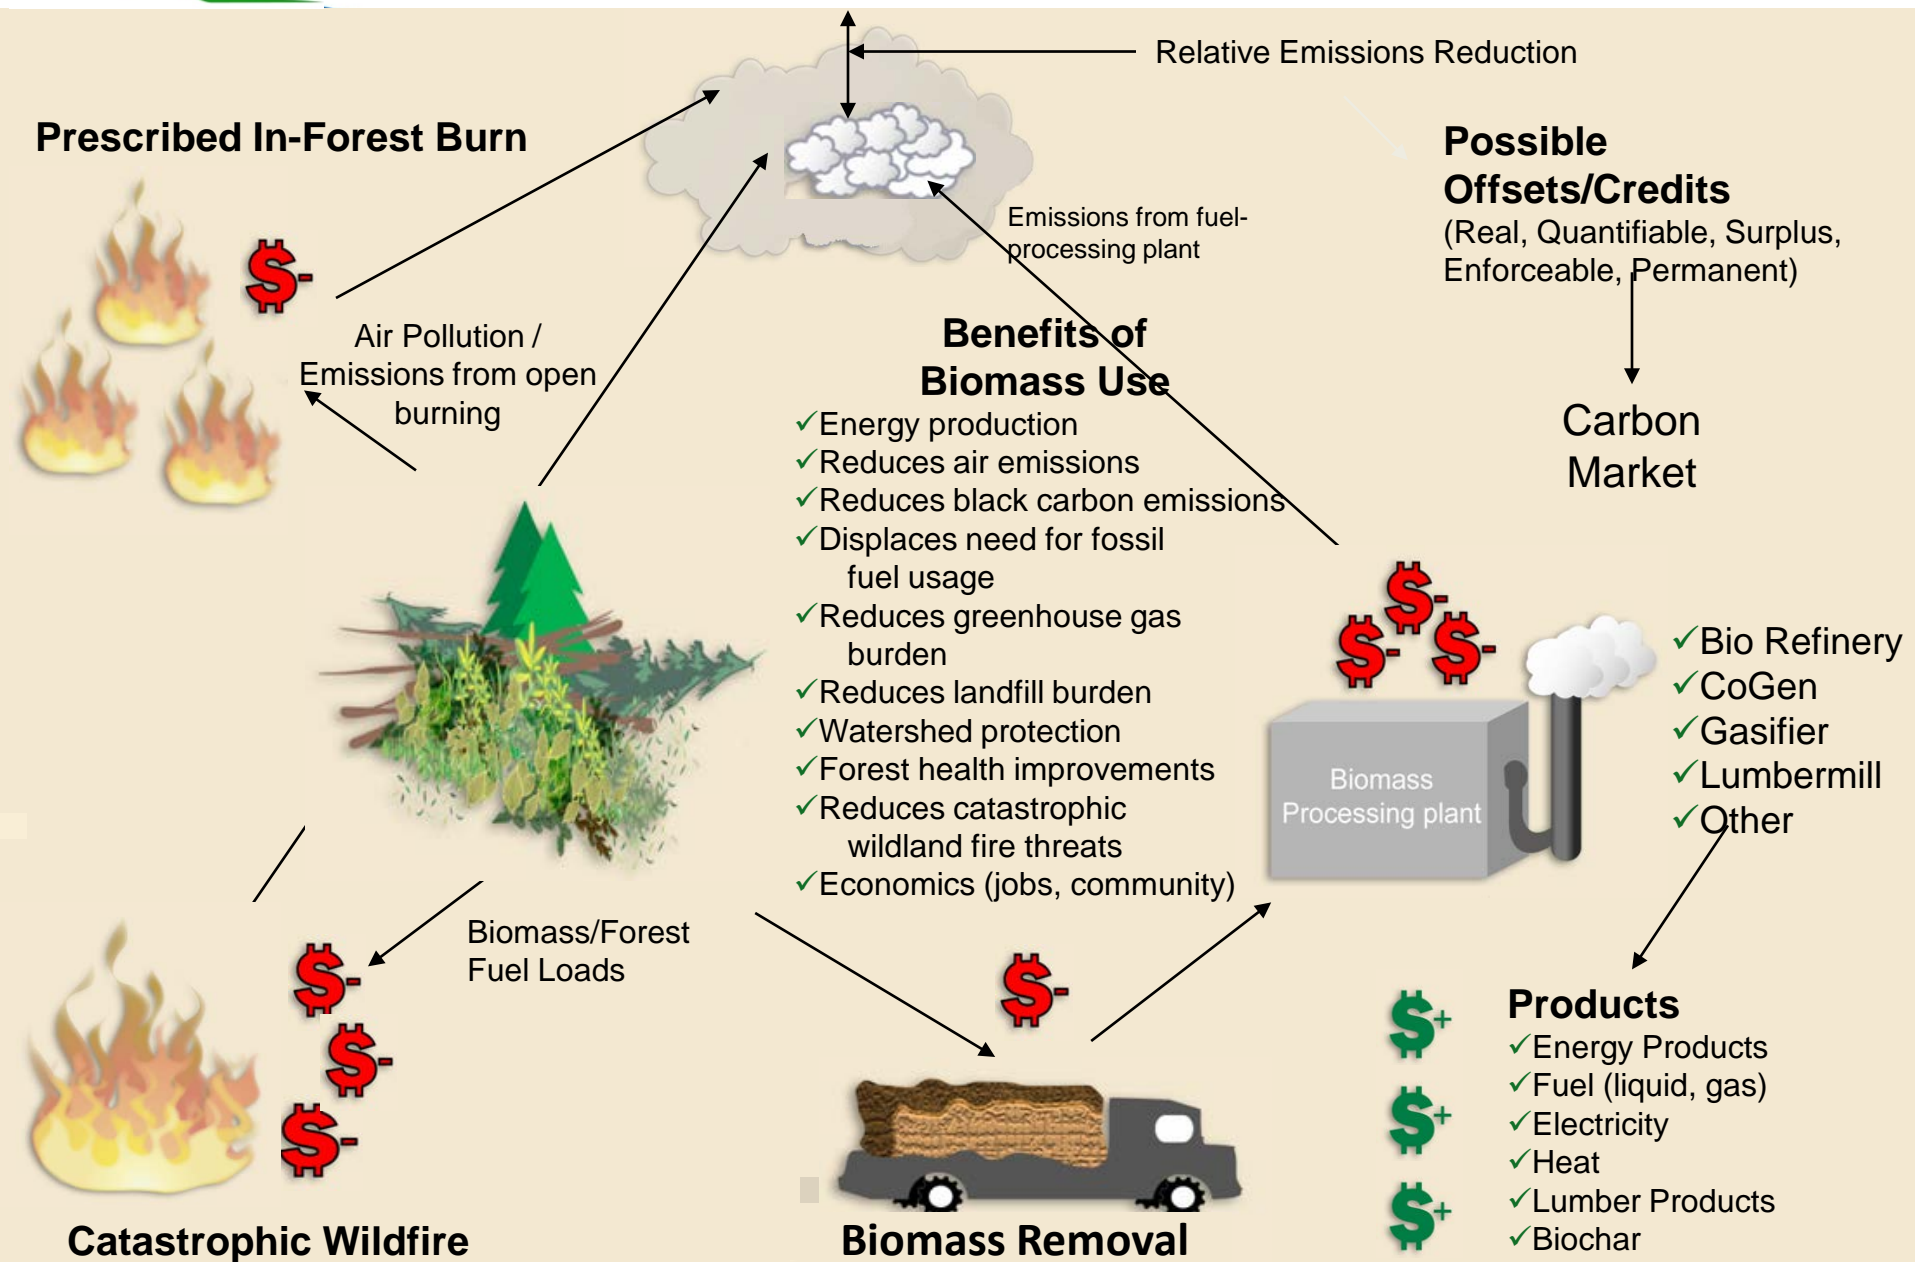 Relative Emissions Reduction
Prescribed In-Forest Burn
Possible
Offsets/Credits
(Real, Quantifiable, Surplus,
Enforceable, Permanent)
Emissions from fuel-
processing plant
$-
Air Pollution /
Emissions from open
burning
Carbon
Market
Benefits of
Biomass Use
✓Energy production
✓Reduces air emissions
✓Reduces black carbon emissions
✓Displaces need for fossil
fuel usage
✓Reduces greenhouse gas
burden
✓Reduces landfill burden
✓Watershed protection
✓Forest health improvements
✓Reduces catastrophic
wildland fire threats
✓Economics (jobs, community)
$-
$-
$-
Biomass
Processing plant
✓Bio Refinery
✓CoGen
✓Gasifier
✓Lumbermill
✓Other
Biomass/Forest
Fuel Loads
$-
$-
$-
Catastrophic Wildfire
$-
Biomass Removal
$+
$+
$+
Products
✓Energy Products
✓Fuel (liquid, gas)
✓Electricity
✓Heat
✓Lumber Products
✓Biochar